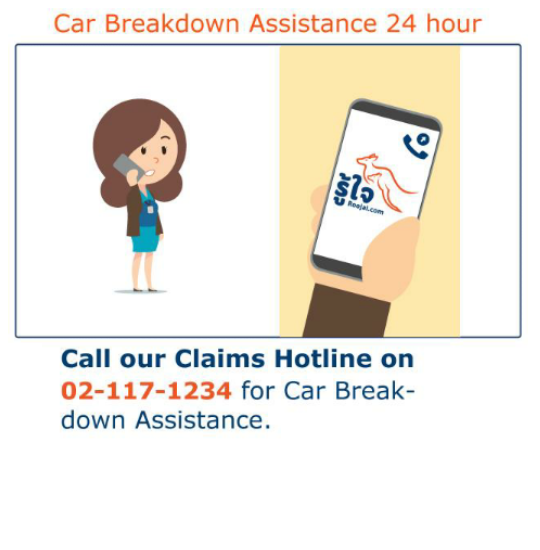 Car Breakdown Assistance 24 hour
รู้ใจ
Roojai.com
Call our Claims Hotline on
02-117-1234 for Car Break-
down Assistance.